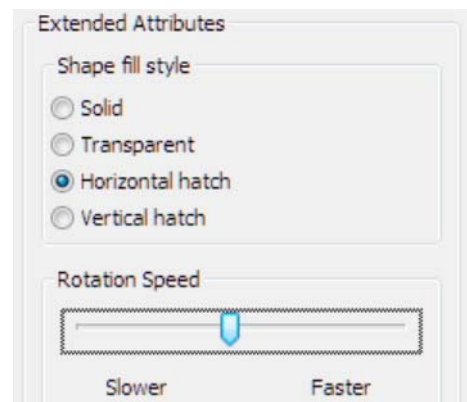 Extended Attributes
Shape fill style
Solid
Transparent
Horizontal hatch
Vertical hatch
Rotation Speed
Slower Faster